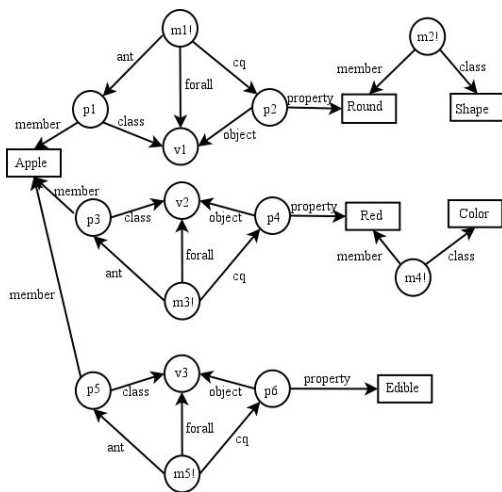 m1!
m2!
ant
cq
member
class
forall
p1
p2
property
Round
Shape
member
class
object
v1
Apple
member
v2
p3
class
object
p4
property
Red
Color
forall
member
class
ant
cq
m4!
member
m3!
v3
p5
class
object
p6
property
Edible
forall
ant
cq
m5!